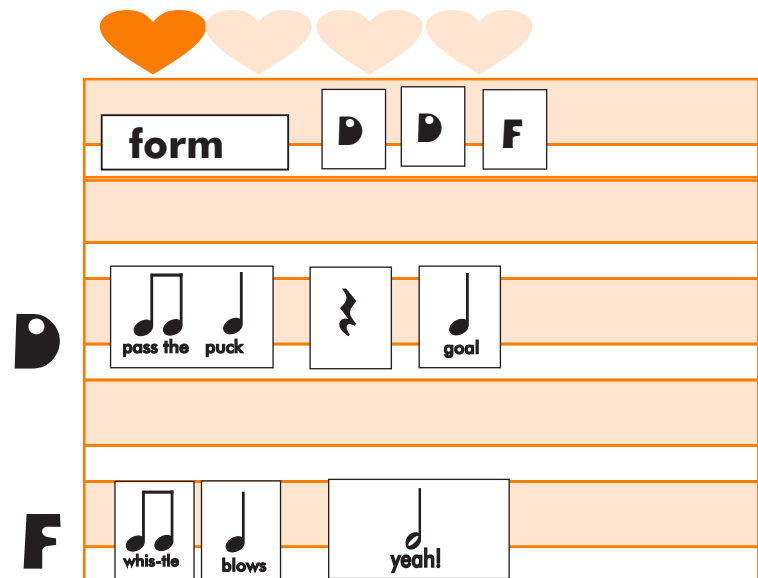 form D D F
D
pass the puck goal
F
whis-tle blows yeah!